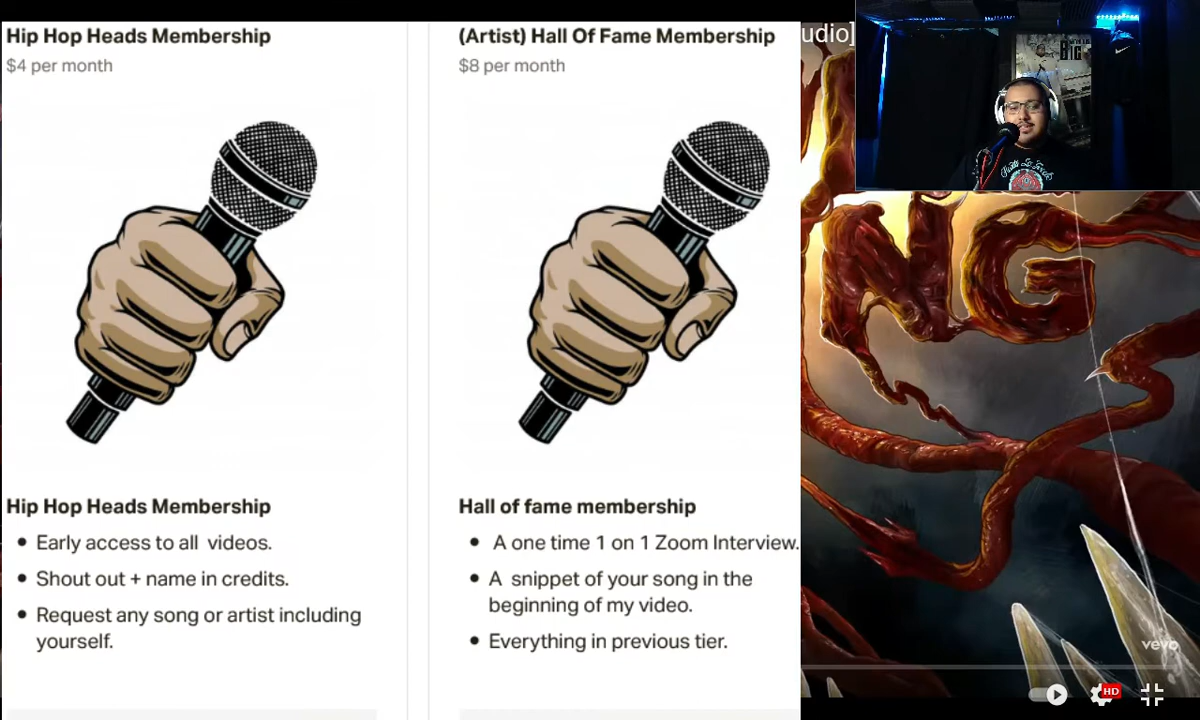 Hip Hop Heads Membership
$4 per month
(Artist) Hall Of Fame Membership
$8 per month
udio]
BIG
NG
Hip Hop Heads Membership
Early access to all videos.
Shout out + name in credits.
Request any song or artist including
yourself.
Hall of fame membership
A one time 1 on 1 Zoom Interview.
A snippet of your song in the
beginning of my video.
Everything in previous tier.
vevo
HD